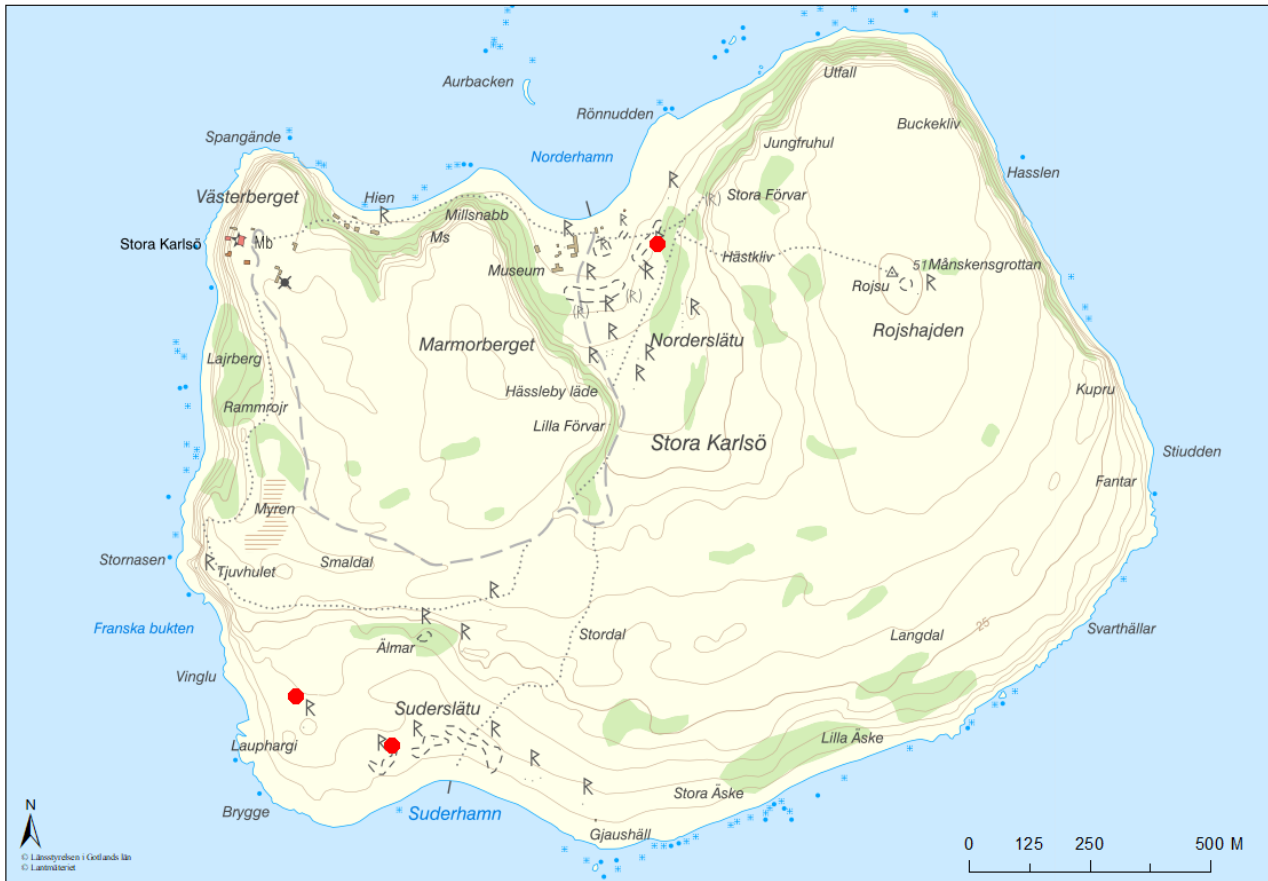 Utfall
Aurbacken
Rönnudden
Buckekliv
Spangände
Jungfruhul
Norderhamn
Hasslen
Västerberget
Hien
Stora Förvar
(R)
R
R
R
R
Millsnabb
Stora Karlsö
Mb
Ms
R
R
Museum
Hästkliv
51
Månskensgrottan
R
R
R
Rojsu
R
(R)
(R)
R
R
R
Norderslätu
Rojshajden
Marmorberget
Lajrberg
R
R
R
Hässleby läde
Kupru
Rammrojr
Lilla Förvar
Stora Karlsö
Stiudden
Fantar
Myren
Stornasen
R
Tjuvhulet
Smaldal
R
R
Franska bukten
R
Stordal
25
Svarthällar
Langdal
Älmar
Vinglu
R
Suderslätu
R
R
R
Lauphargi
Lilla Äske
R
R
Stora Äske
Brygge
Suderhamn
Gjaushäll
N
0 125 250 500 M
© Länsstyrelsen i Gotlands län
© Lantmäteriet